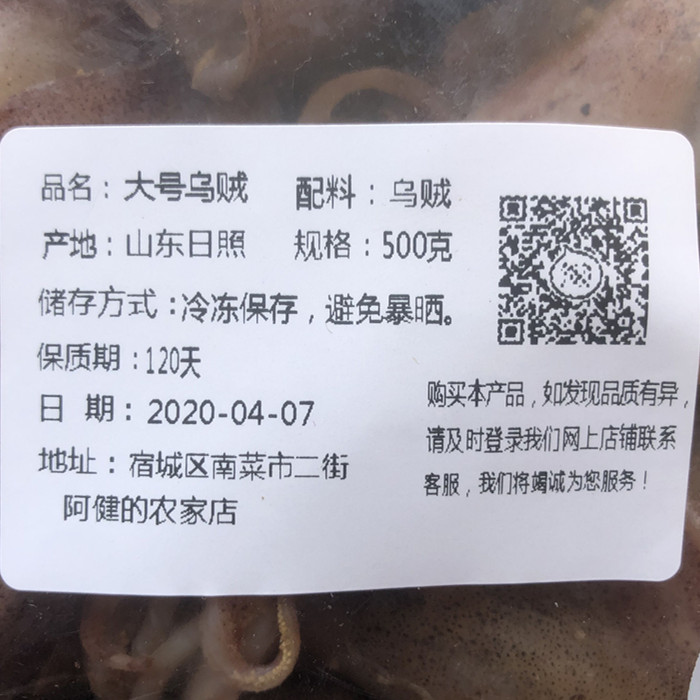 品名：大号乌贼 配料：乌贼
产地：山东日照 规格：500克
储存方式：冷冻保存，避免暴晒。
保质期：120天
日 期：2020-04-07
地址：宿城区南菜市二街
阿健的农家店
购买本产品，如发现品质有异，
请及时登录我们网上店铺联系
客服，我们将竭诚为您服务！